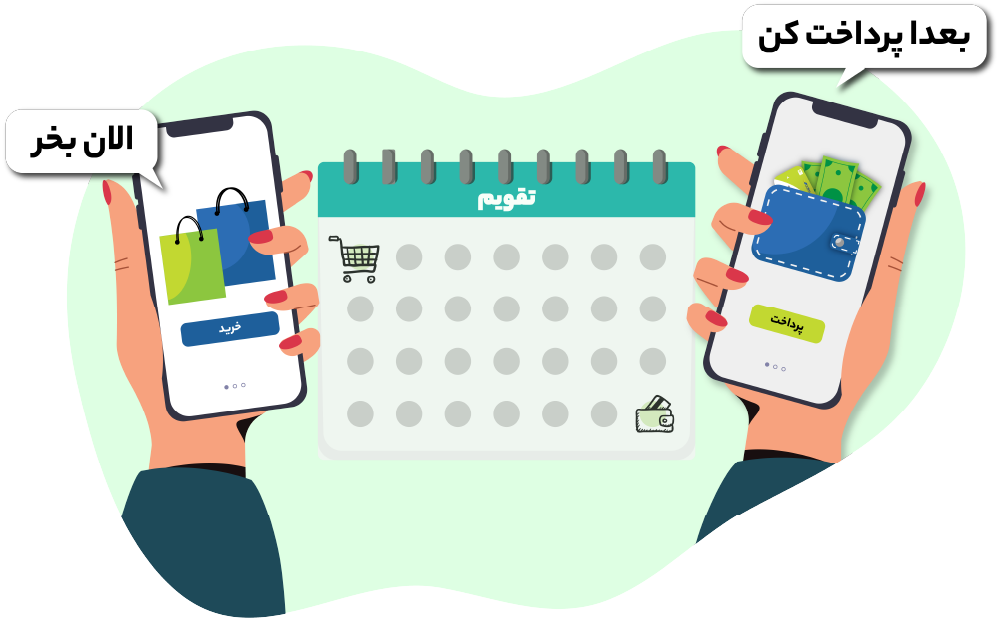 بعدا پرداخت کن
الان بخر
تقویم
خرید
پرداخت